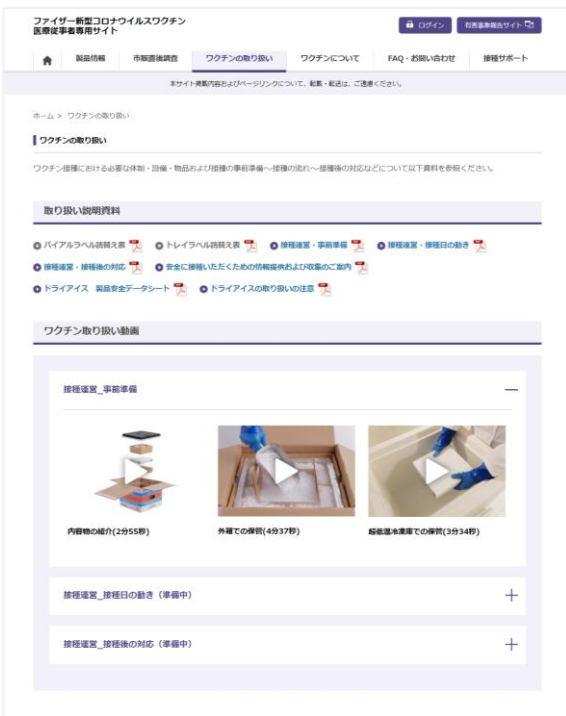 ファイザー新型コロナウイルスワクチン
医療従事者専用サイト
ログイン
有害事象報告サイト
製品情報 市販直後調査 ワクチンの取り扱い ワクチンについて FAQ・お問い合わせ 接種サポート
本サイト掲載内容およびページリンクについて、転載・転送は、ご遠慮ください。
ホーム > ワクチンの取り扱い
ワクチンの取り扱い
ワクチン接種における必要な体制・設備・物品および接種の事前準備～接種の流れ～接種後の対応などについて以下資料を参照ください。
取り扱い説明資料
バイアルラベル読替え表 トレイラベル読替え表 接種運営・事前準備 接種運営・接種日の動き
接種運営・接種後の対応 安全に接種いただくための情報提供および収集のご案内
ドライアイス 製品安全データシート ドライアイスの取り扱いの注意
ワクチン取り扱い動画
接種運営_事前準備
内容物の紹介(2分55秒) 外箱での保管(4分37秒) 超低温冷凍庫での保管(3分34秒)
接種運営_接種日の動き（準備中）
接種運営_接種後の対応（準備中）